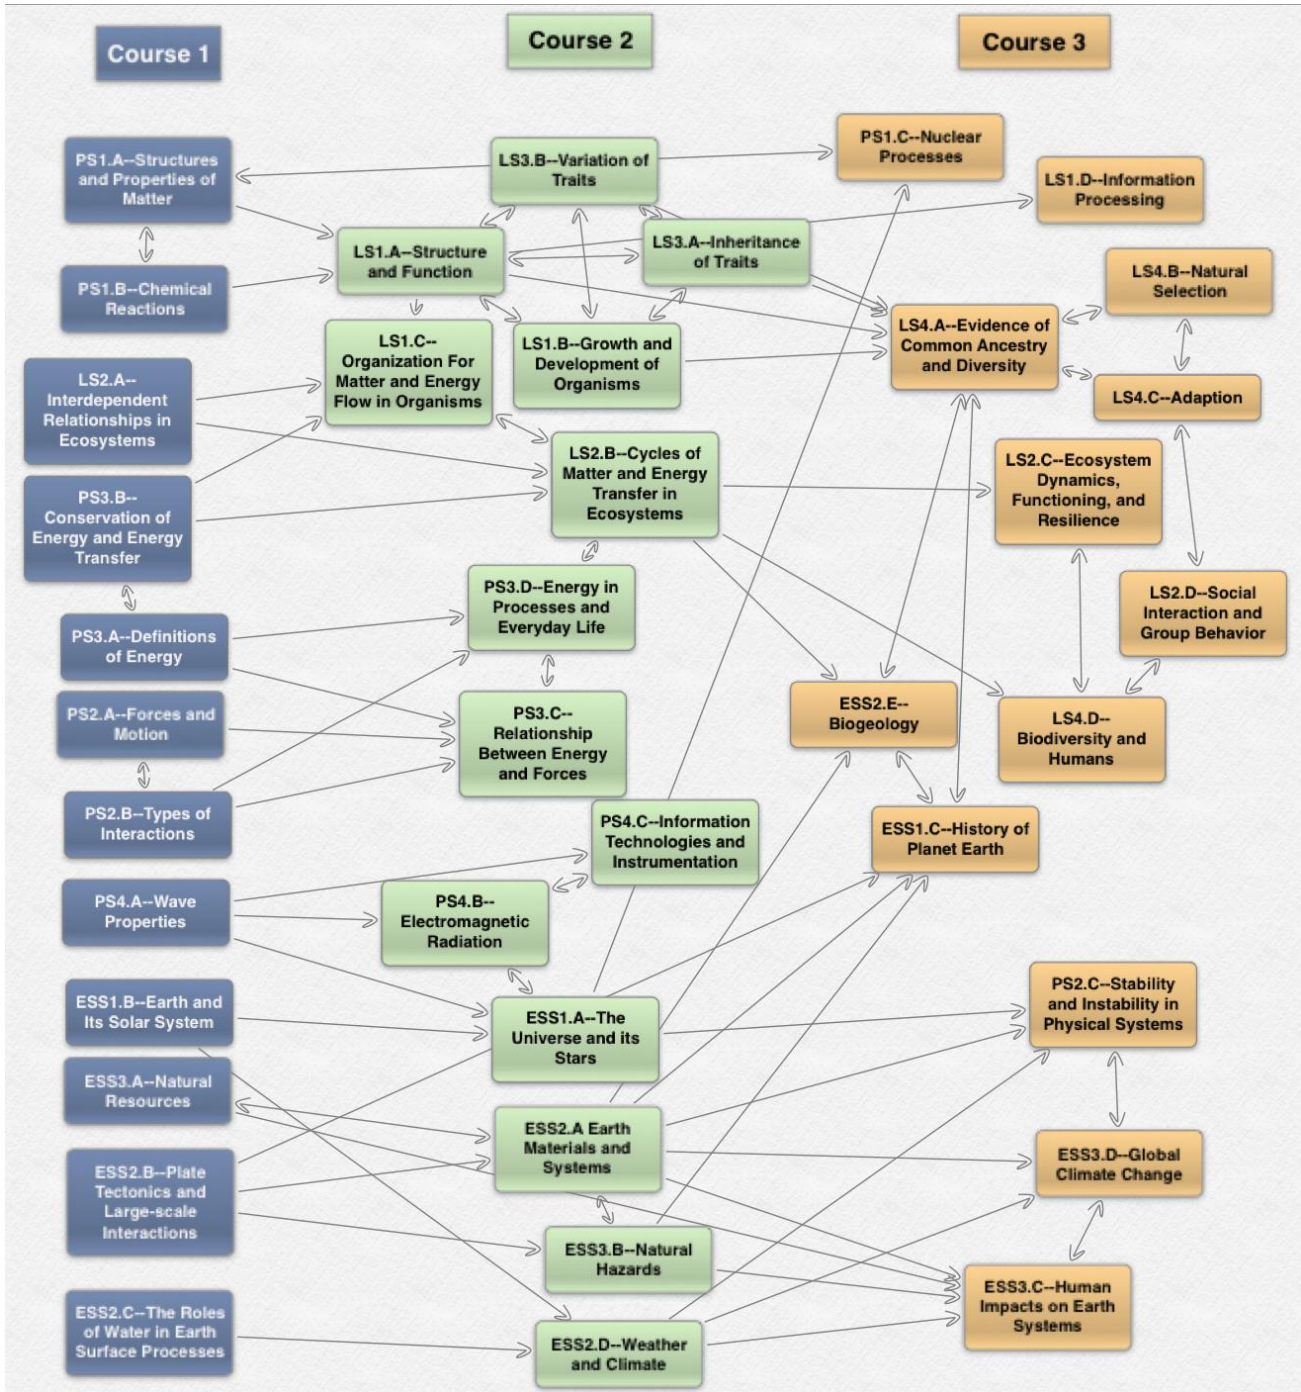 Course 1
Course 2
Course 3
PS1.A--Structures
and Properties of
Matter
PS1.B--Chemical
Reactions
LS2.A--
Interdependent
Relationships in
Ecosystems
PS3.B--
Conservation of
Energy and Energy
Transfer
PS3.A--Definitions
of Energy
PS2.A--Forces and
Motion
PS2.B--Types of
Interactions
PS4.A--Wave
Properties
ESS1.B--Earth and
Its Solar System
ESS3.A--Natural
Resources
ESS2.B--Plate
Tectonics and
Large-scale
Interactions
ESS2.C--The Roles
of Water in Earth
Surface Processes
LS3.B--Variation of
Traits
LS1.A--Structure
and Function
LS3.A--Inheritance
of Traits
LS1.C--
Organization For
Matter and Energy
Flow in Organisms
LS1.B--Growth and
Development of
Organisms
LS2.B--Cycles of
Matter and Energy
Transfer in
Ecosystems
PS3.D--Energy in
Processes and
Everyday Life
PS3.C--
Relationship
Between Energy
and Forces
PS4.C--Information
Technologies and
Instrumentation
PS4.B--
Electromagnetic
Radiation
ESS1.A--The
Universe and its
Stars
ESS2.A Earth
Materials and
Systems
ESS3.B--Natural
Hazards
ESS2.D--Weather
and Climate
PS1.C--Nuclear
Processes
LS1.D--Information
Processing
LS4.B--Natural
Selection
LS4.A--Evidence of
Common Ancestry
and Diversity
LS4.C--Adaption
LS2.C--Ecosystem
Dynamics,
Functioning, and
Resilience
LS2.D--Social
Interaction and
Group Behavior
ESS2.E--
Biogeology
LS4.D--
Biodiversity and
Humans
ESS1.C--History of
Planet Earth
PS2.C--Stability
and Instability in
Physical Systems
ESS3.D--Global
Climate Change
ESS3.C--Human
Impacts on Earth
Systems